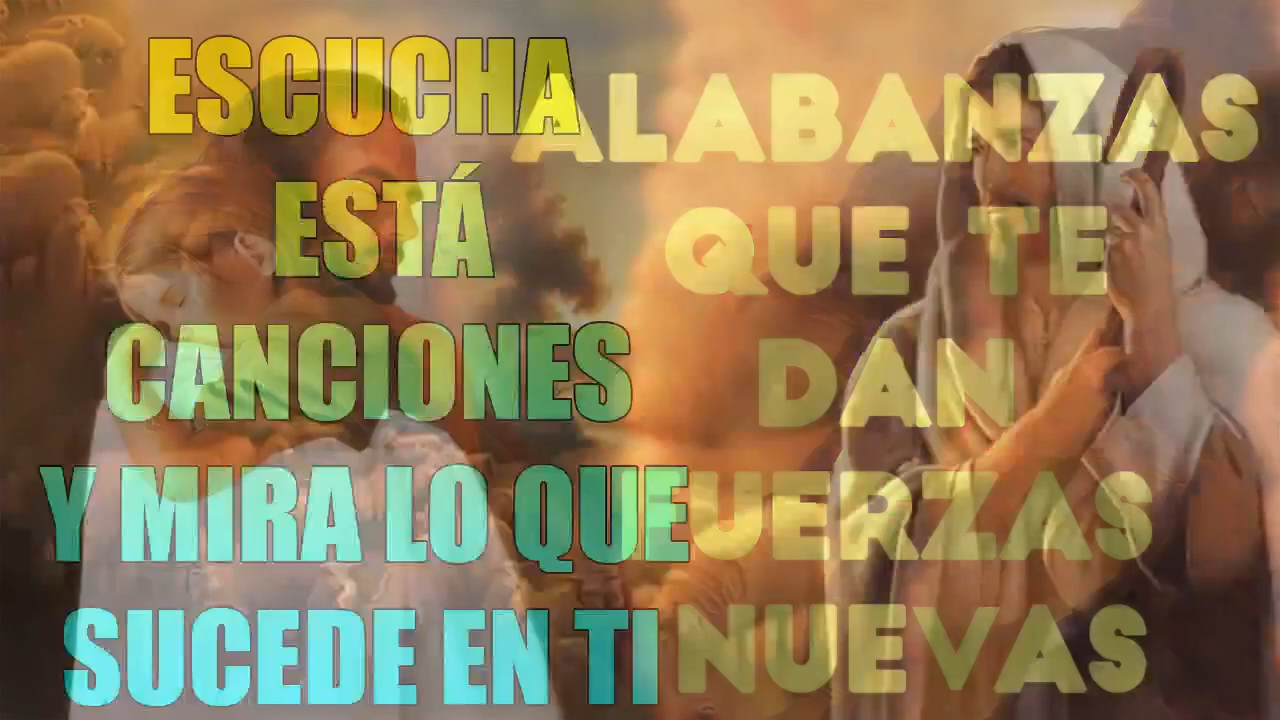 ESCUCHA
ESTÁ
CANCIONES
Y MIRA LO QUE
SUCEDE EN TI
ALABANZAS
QUE TE
DAN
UERZAS
NUEVAS